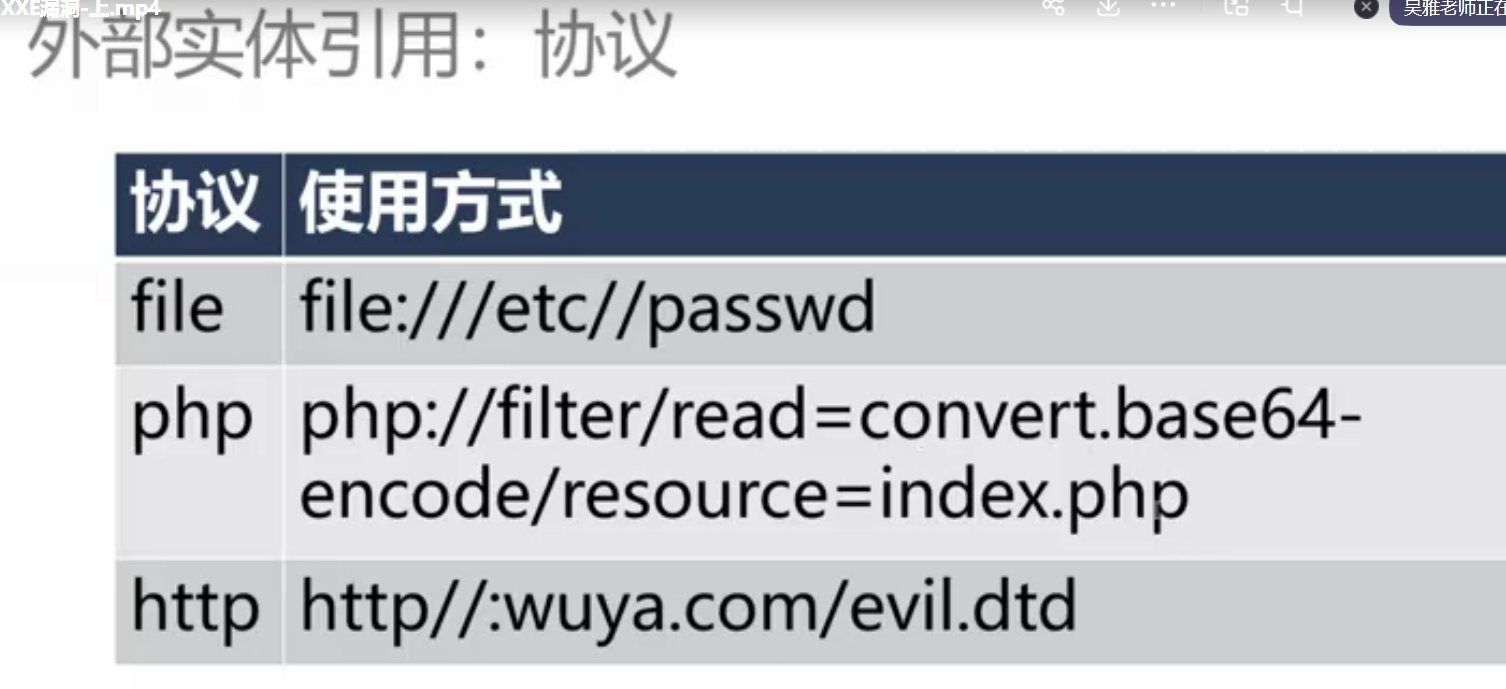 XXE漏洞-上.mp4
吴雅老师正在
外部实体引用：协议
协议 使用方式
file file:///etc//passwd
php php://filter/read=convert.base64-
encode/resource=index.php
http http//:wuya.com/evil.dtd